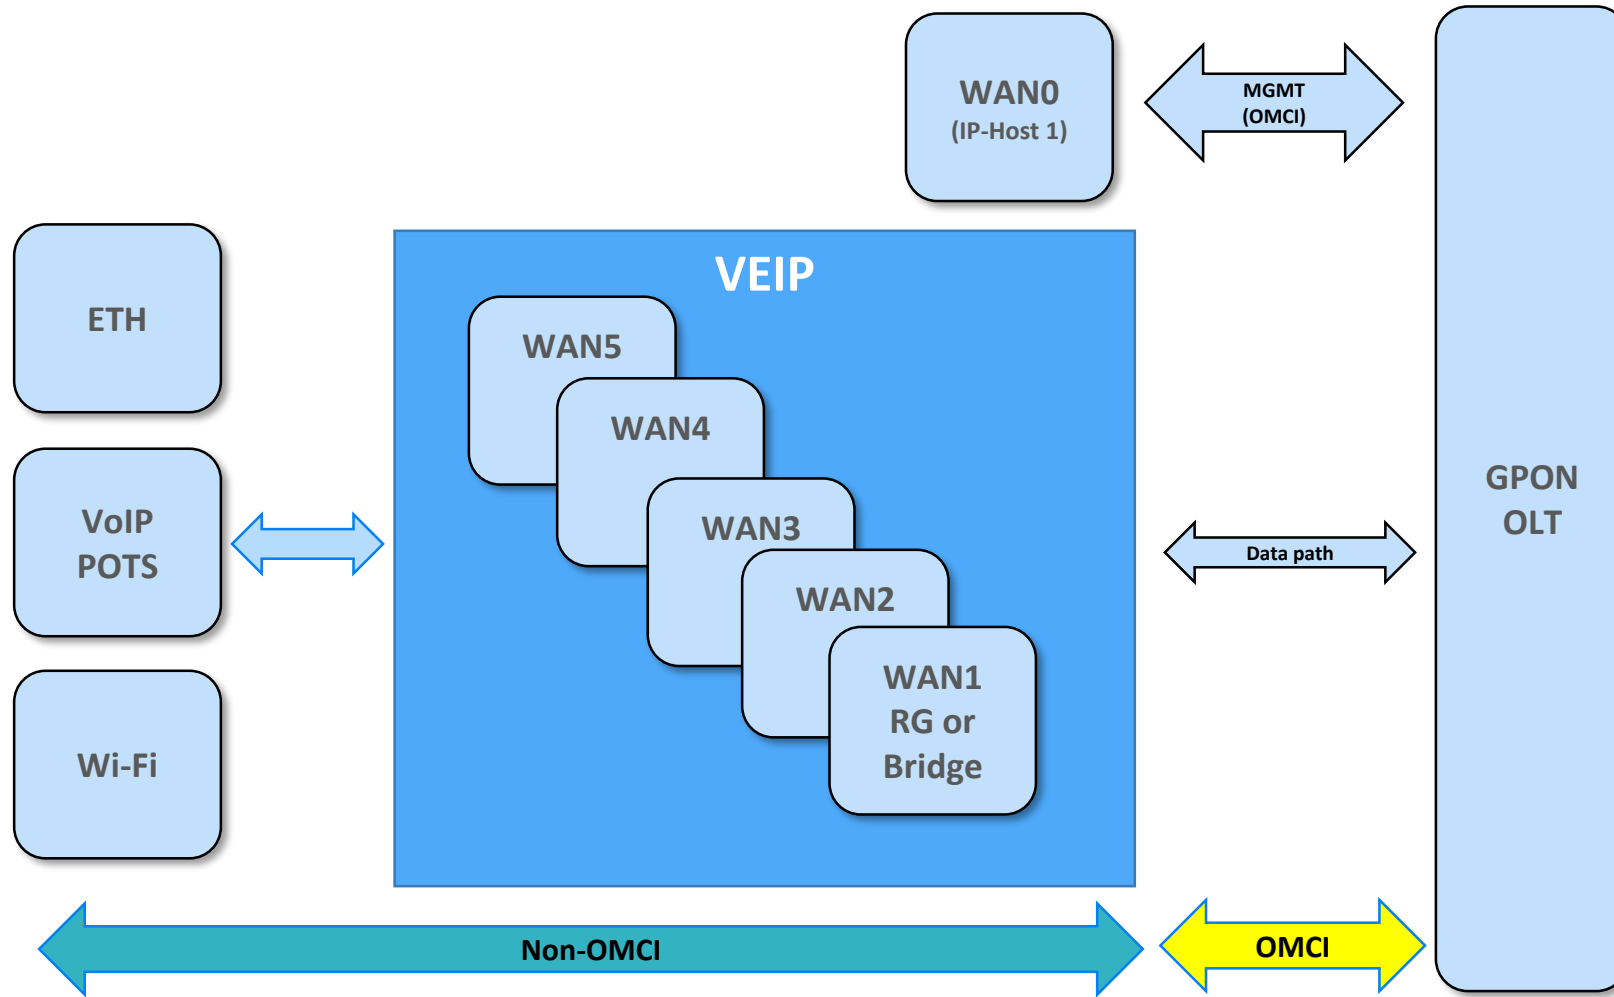 WAN0
(IP-Host 1)
MGMT
(OMCI)
ETH
VoIP
POTS
Wi-Fi
VEIP
WAN5
WAN4
WAN3
WAN2
WAN1
RG or
Bridge
Data path
GPON
OLT
Non-OMCI
OMCI